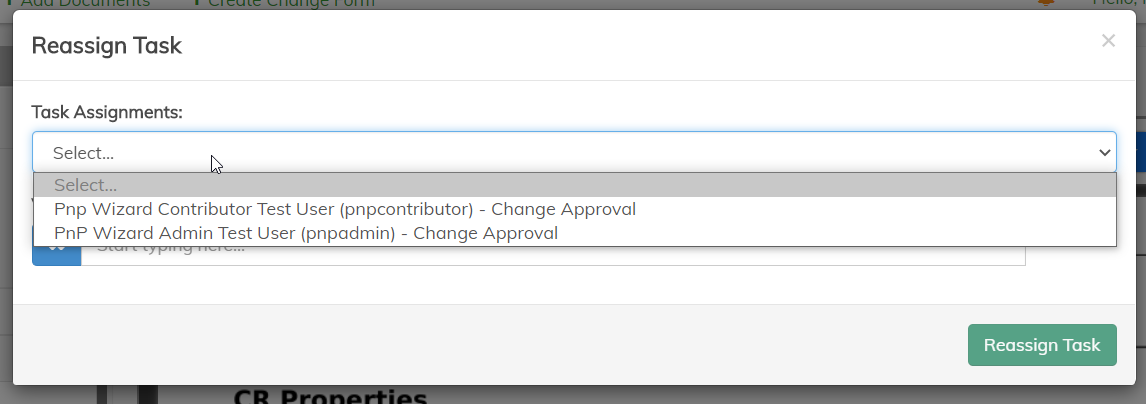 Add Documents
Create Change Form
Hello,
Reassign Task
×
Task Assignments:
Select...
Select...
Pnp Wizard Contributor Test User (pnpcontributor) - Change Approval
PnP Wizard Admin Test User (pnpadmin) - Change Approval
Start typing here...
Reassign Task
CR Properties